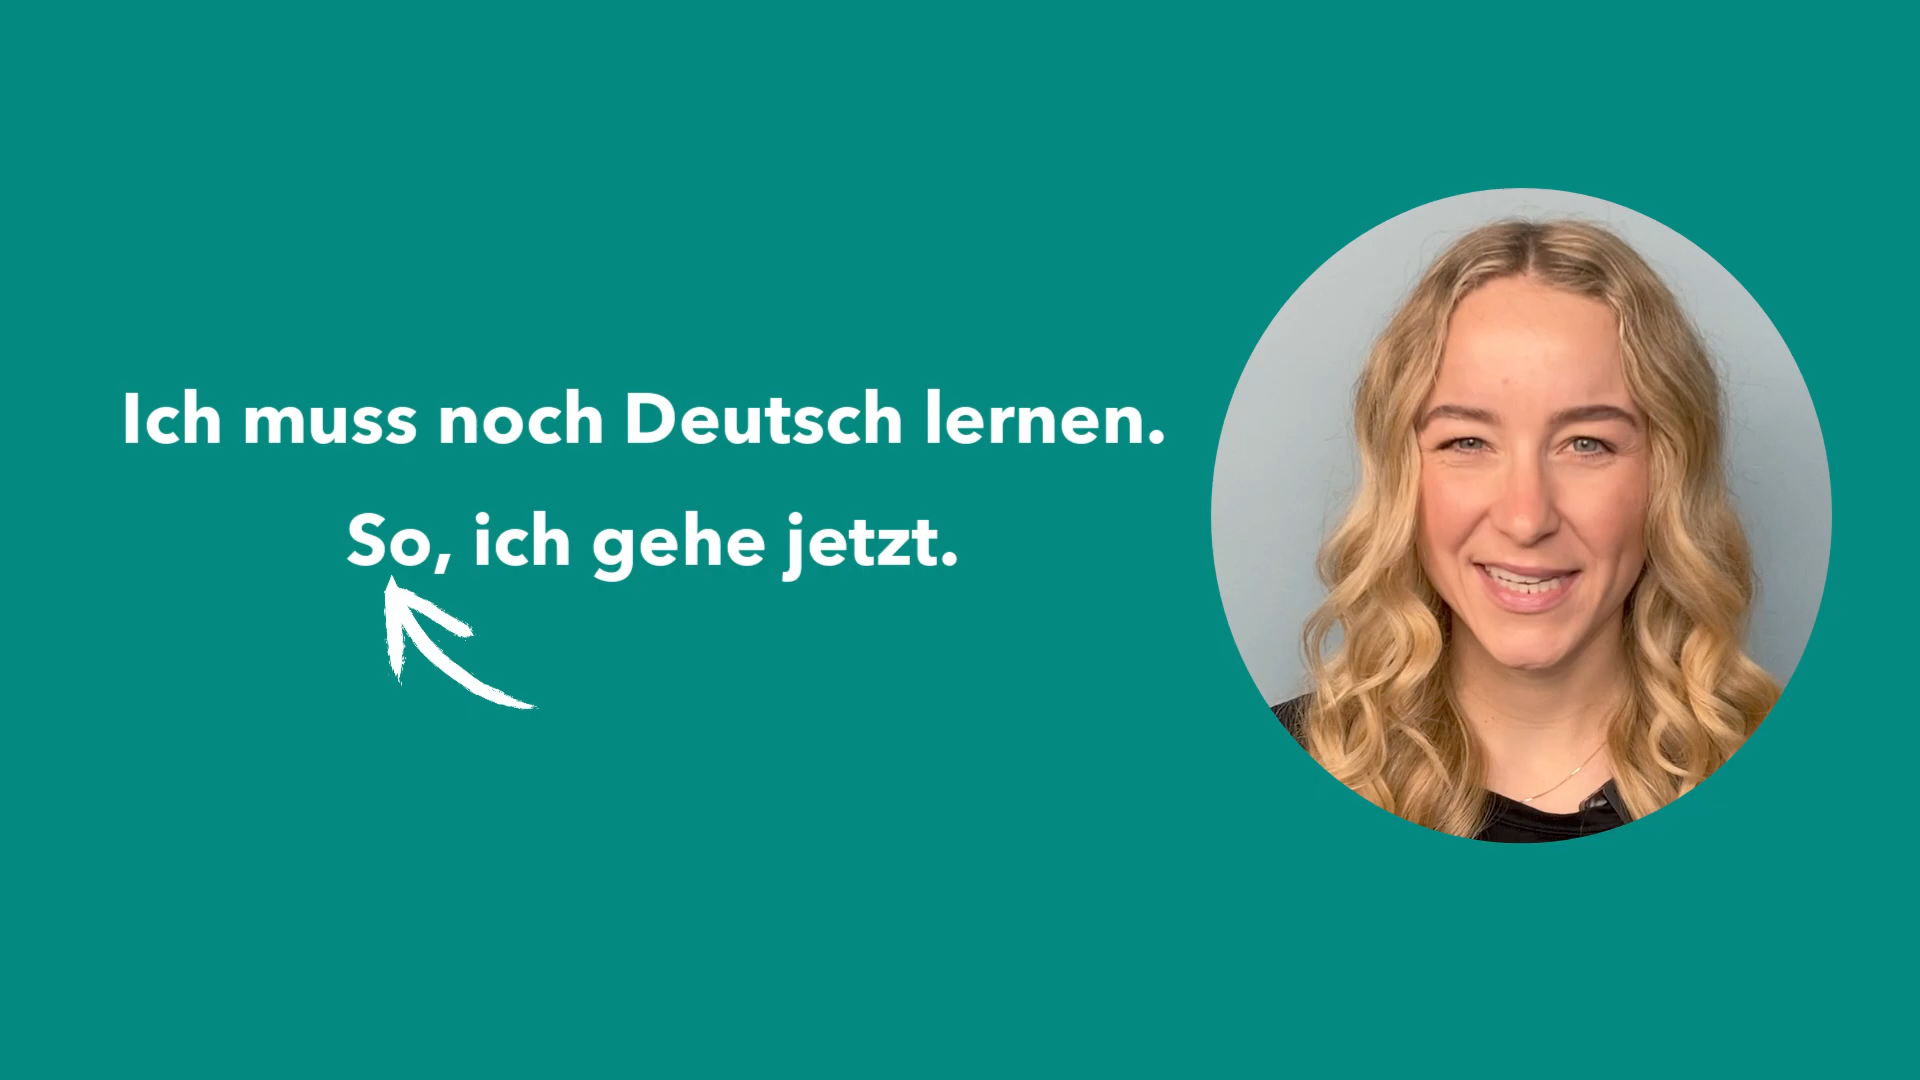 Ich muss noch Deutsch lernen.
So, ich gehe jetzt.